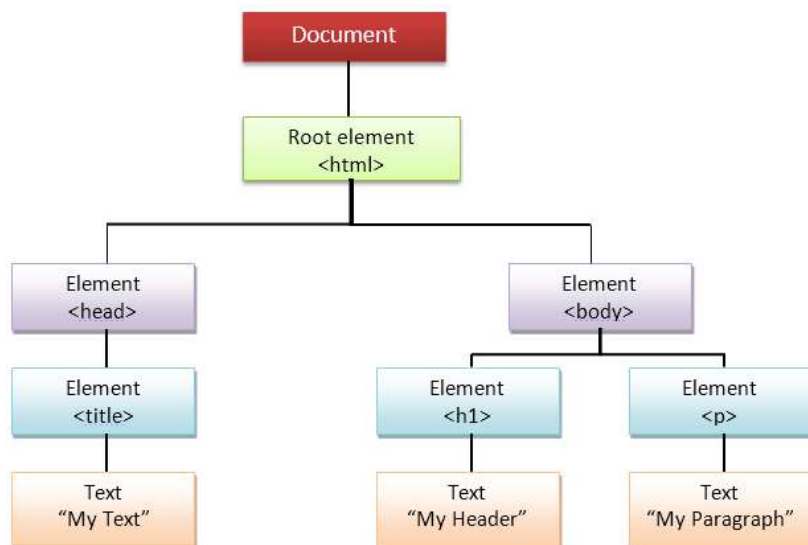 Document
Root element
<html>
Element
<head>
Element
<body>
Element
<title>
Element
<h1>
Element
<p>
Text
“My Text”
Text
“My Header”
Text
“My Paragraph”